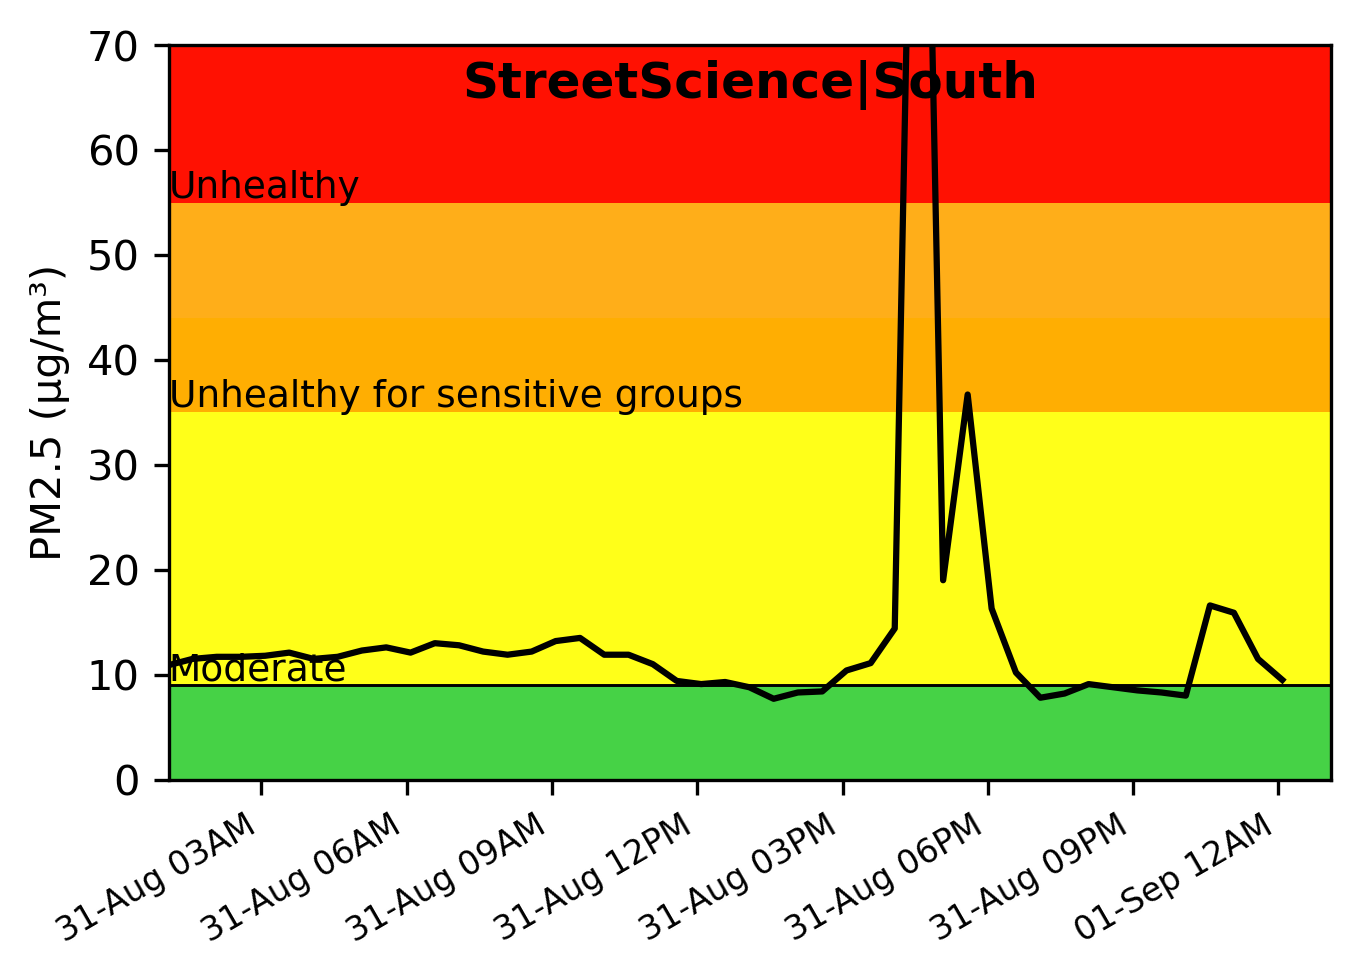 StreetScience|South
PM2.5 (µg/m³)
70
60
50
40
30
20
10
0
Unhealthy
Unhealthy for sensitive groups
Moderate
31-Aug 03AM
31-Aug 06AM
31-Aug 09AM
31-Aug 12PM
31-Aug 03PM
31-Aug 06PM
31-Aug 09PM
01-Sep 12AM